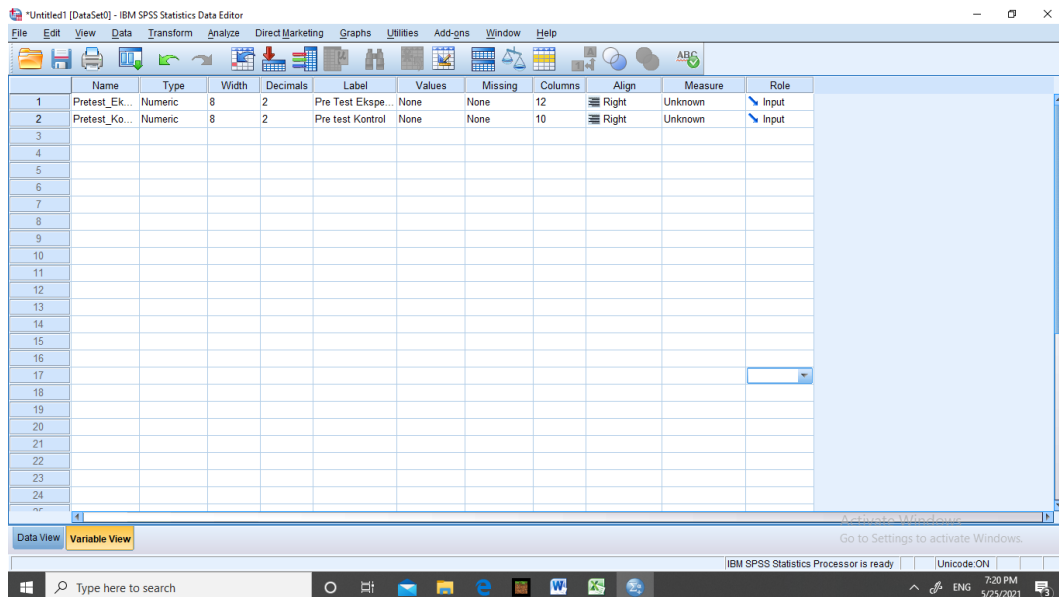 *Untitled1 [DataSet0] - IBM SPSS Statistics Data Editor
File Edit View Data Transform Analyze Direct Marketing Graphs Utilities Add-ons Window Help
Name Type Width Decimals Label Values Missing Columns Align Measure Role
1 Pretest_Ek... Numeric 8 2 Pre Test Ekspe... None None 12 Right Unknown Input
2 Pretest_Ko... Numeric 8 2 Pre test Kontrol None None 10 Right Unknown Input
3
4
5
6
7
8
9
10
11
12
13
14
15
16
17
18
19
20
21
22
23
24
Activate Windows
Data View Variable View Go to Settings to activate Windows.
IBM SPSS Statistics Processor is ready Unicode:ON
Type here to search ENG 7:20 PM
5/25/2021